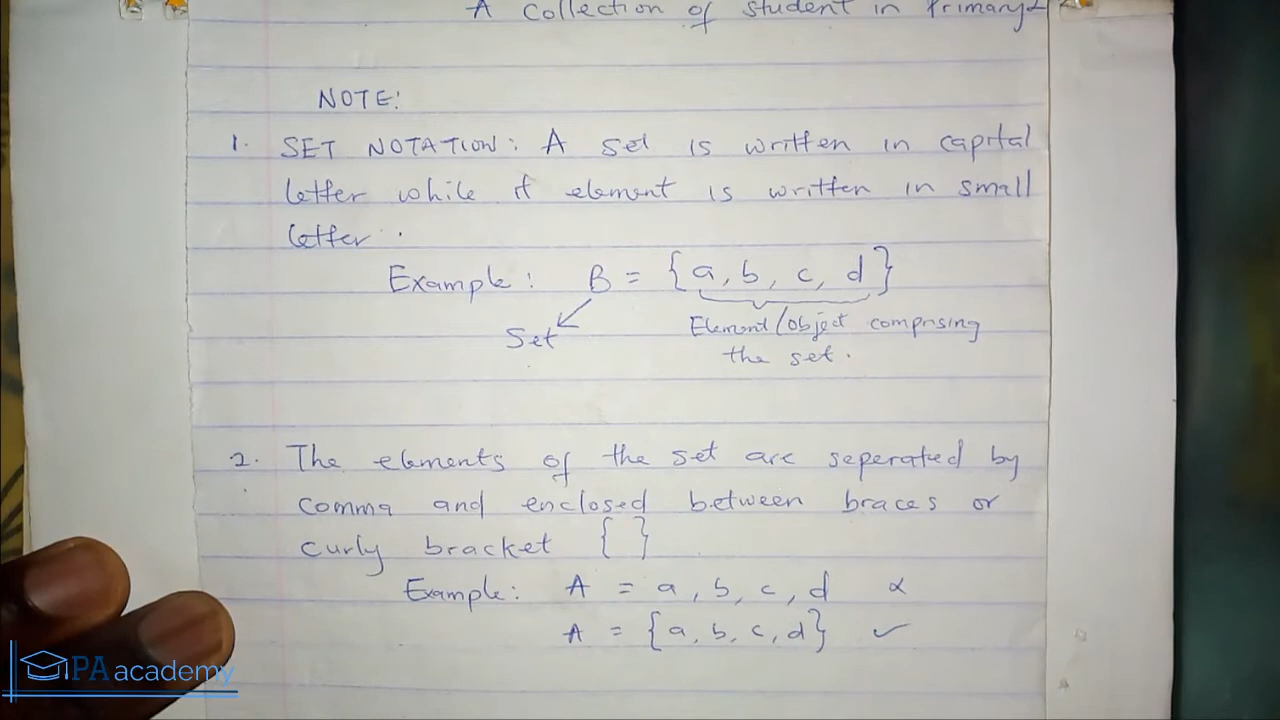 A collection of student in Primary 2
NOTE:
1. SET NOTATION: A set is written in capital
letter while it element is written in small
letter.
Example: B = {a, b, c, d}
Set
Element/object comprising
the set.
2. The elements of the set are seperated by
comma and enclosed between braces or
curly bracket { }
Example: A = a, b, c, d ✗
A = {a, b, c, d} ✓
PA academy